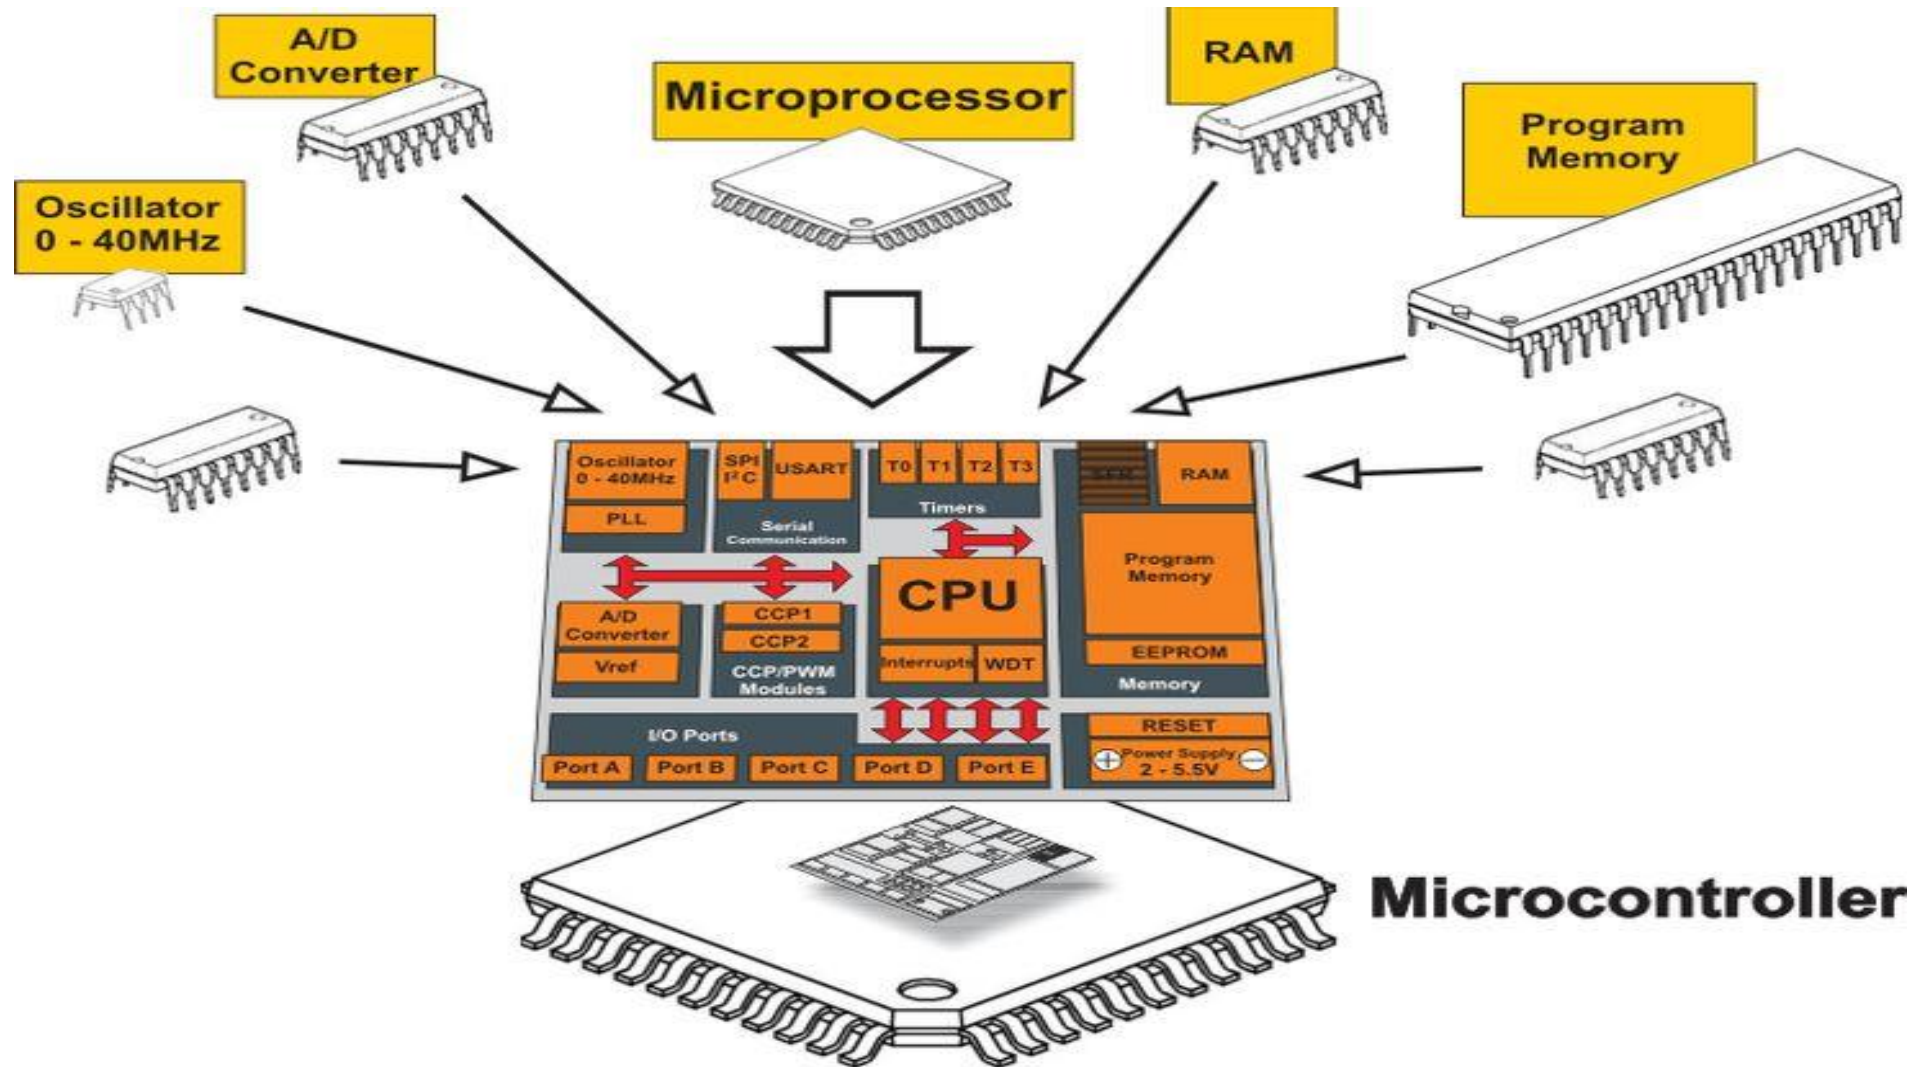 A/D
Converter
Microprocessor
RAM
Program
Memory
Oscillator
0 - 40MHz
Oscillator
0 - 40MHz
PLL
SPI
I²C
USART
Serial
Communication
T0 T1 T2 T3
Timers
SFR
RAM
Program
Memory
EEPROM
Memory
CPU
Interrupts WDT
A/D
Converter
Vref
CCP1
CCP2
CCP/PWM
Modules
I/O Ports
Port A Port B Port C Port D Port E
RESET
+ Power Supply -
2 - 5.5V
Microcontroller